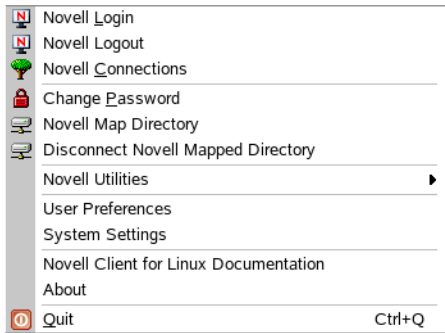 Novell Login
Novell Logout
Novell Connections
Change Password
Novell Map Directory
Disconnect Novell Mapped Directory
Novell Utilities
User Preferences
System Settings
Novell Client for Linux Documentation
About
Quit Ctrl+Q